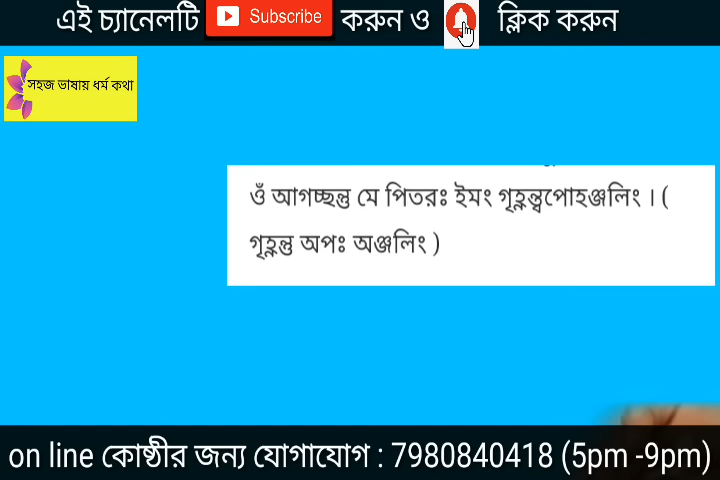 এই চ্যানেলটি Subscribe করুন ও ক্লিক করুন
সহজ ভাষায় ধর্ম কথা
ওঁ আগচ্ছন্তু মে পিতরঃ ইমং গৃহ্ণন্ত্বপোহঞ্জলিং । (
গৃহ্ণন্তু অপঃ অঞ্জলিং )
on line কোষ্ঠীর জন্য যোগাযোগ : 7980840418 (5pm -9pm)